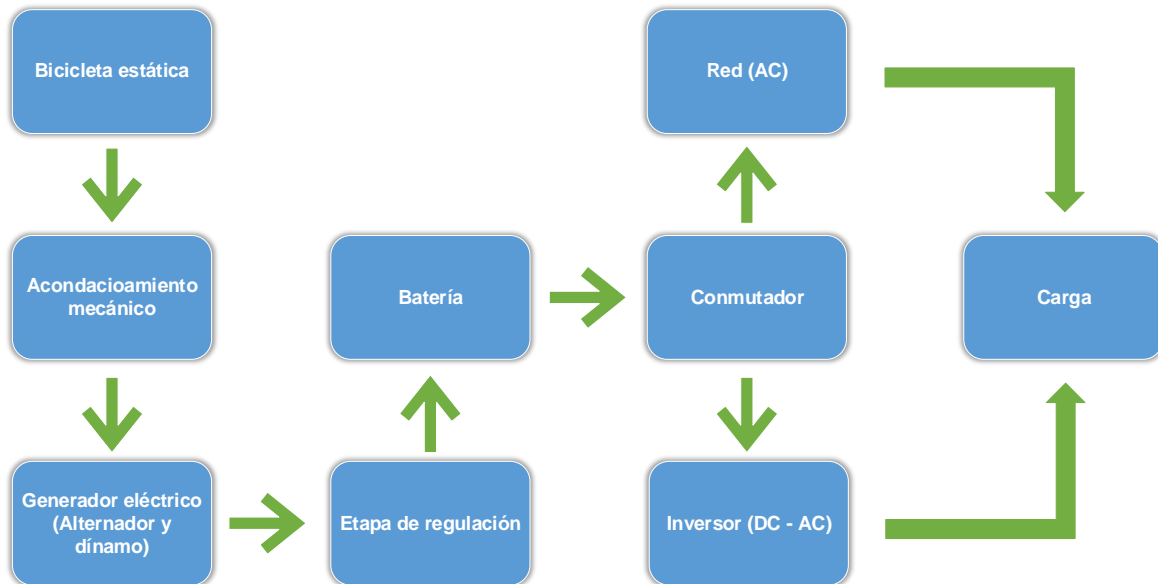 Bicicleta estática
Red (AC)
Acondacioamiento
mecánico
Batería
Conmutador
Carga
Generador eléctrico
(Alternador y
dínamo)
Etapa de regulación
Inversor (DC - AC)